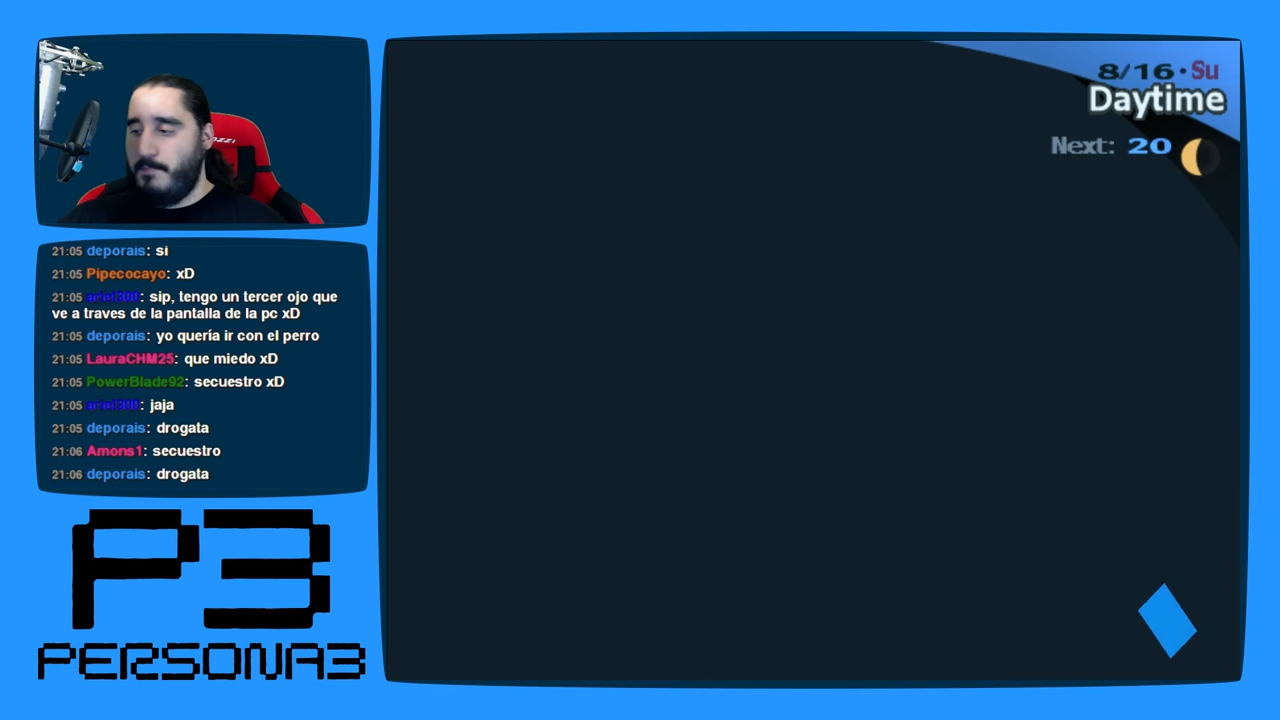 8/16·Su
Daytime
Next: 20
OZZI
21:05 deporais: si
21:05 Pipecocayo: xD
21:05 : sip, tengo un tercer ojo que
ve a traves de la pantalla de la pc xD
21:05 deporais: yo quería ir con el perro
21:05 LauraCHM25: que miedo xD
21:05 PowerBlade92: secuestro xD
21:05 : jaja
21:05 deporais: drogata
21:06 Amons1: secuestro
21:06 deporais: drogata
P3
PERSONA3